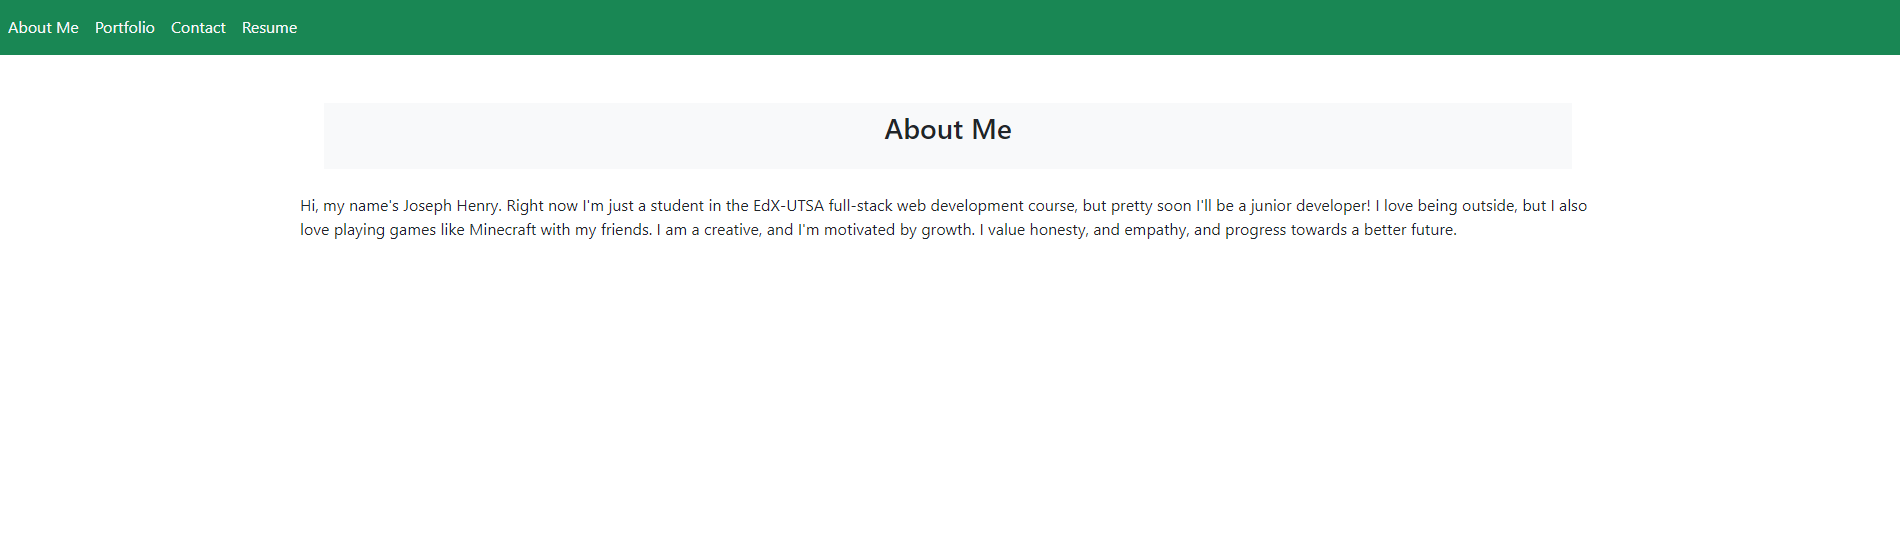 About Me Portfolio Contact Resume
About Me
Hi, my name's Joseph Henry. Right now I'm just a student in the EdX-UTSA full-stack web development course, but pretty soon I'll be a junior developer! I love being outside, but I also
love playing games like Minecraft with my friends. I am a creative, and I'm motivated by growth. I value honesty, and empathy, and progress towards a better future.